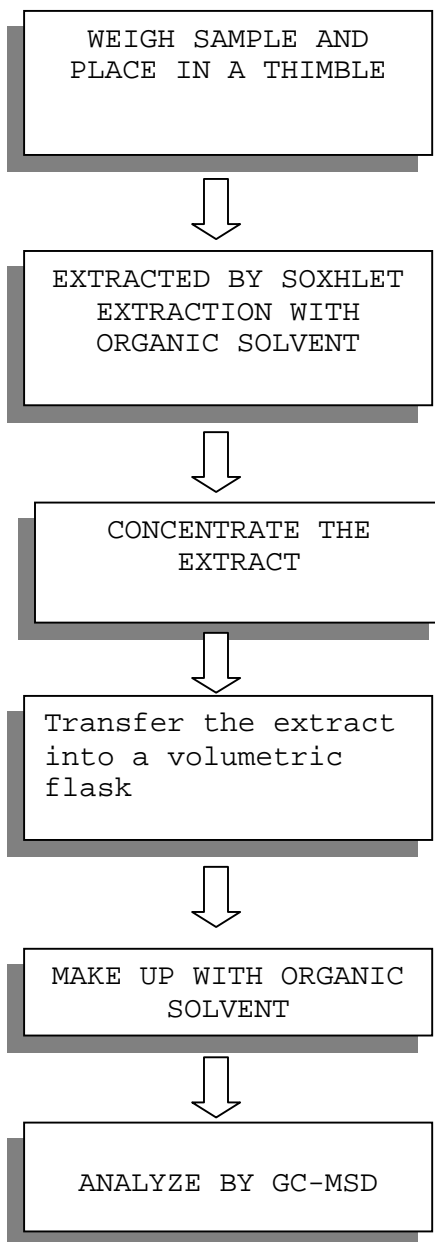 WEIGH SAMPLE AND
PLACE IN A THIMBLE
EXTRACTED BY SOXHLET
EXTRACTION WITH
ORGANIC SOLVENT
CONCENTRATE THE
EXTRACT
Transfer the extract
into a volumetric
flask
MAKE UP WITH ORGANIC
SOLVENT
ANALYZE BY GC-MSD